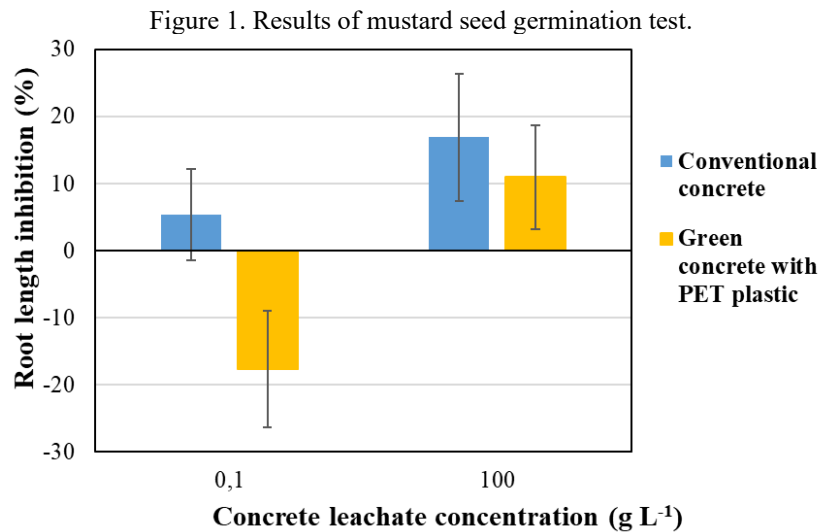 Figure 1. Results of mustard seed germination test.
30
20
10
0
-10
-20
-30
Root length inhibition (%)
0,1
100
Concrete leachate concentration (g L⁻¹)
Conventional
concrete
Green
concrete with
PET plastic